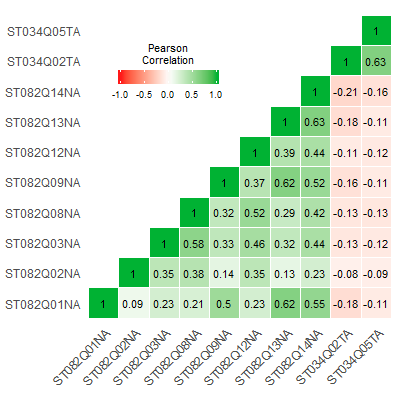 ST034Q05TA 1
ST034Q02TA 1 0.63
Pearson
Correlation
-1.0 -0.5 0.0 0.5 1.0
ST082Q14NA 1 -0.21 -0.16
ST082Q13NA 1 0.63 -0.18 -0.11
ST082Q12NA 1 0.39 0.44 -0.11 -0.12
ST082Q09NA 1 0.37 0.62 0.52 -0.16 -0.11
ST082Q08NA 1 0.32 0.52 0.29 0.42 -0.13 -0.13
ST082Q03NA 1 0.58 0.33 0.46 0.32 0.44 -0.13 -0.12
ST082Q02NA 1 0.35 0.38 0.14 0.35 0.13 0.23 -0.08 -0.09
ST082Q01NA 1 0.09 0.23 0.21 0.5 0.23 0.62 0.55 -0.18 -0.11
ST082Q01NA ST082Q02NA ST082Q03NA ST082Q08NA ST082Q09NA ST082Q12NA ST082Q13NA ST082Q14NA ST034Q02TA ST034Q05TA